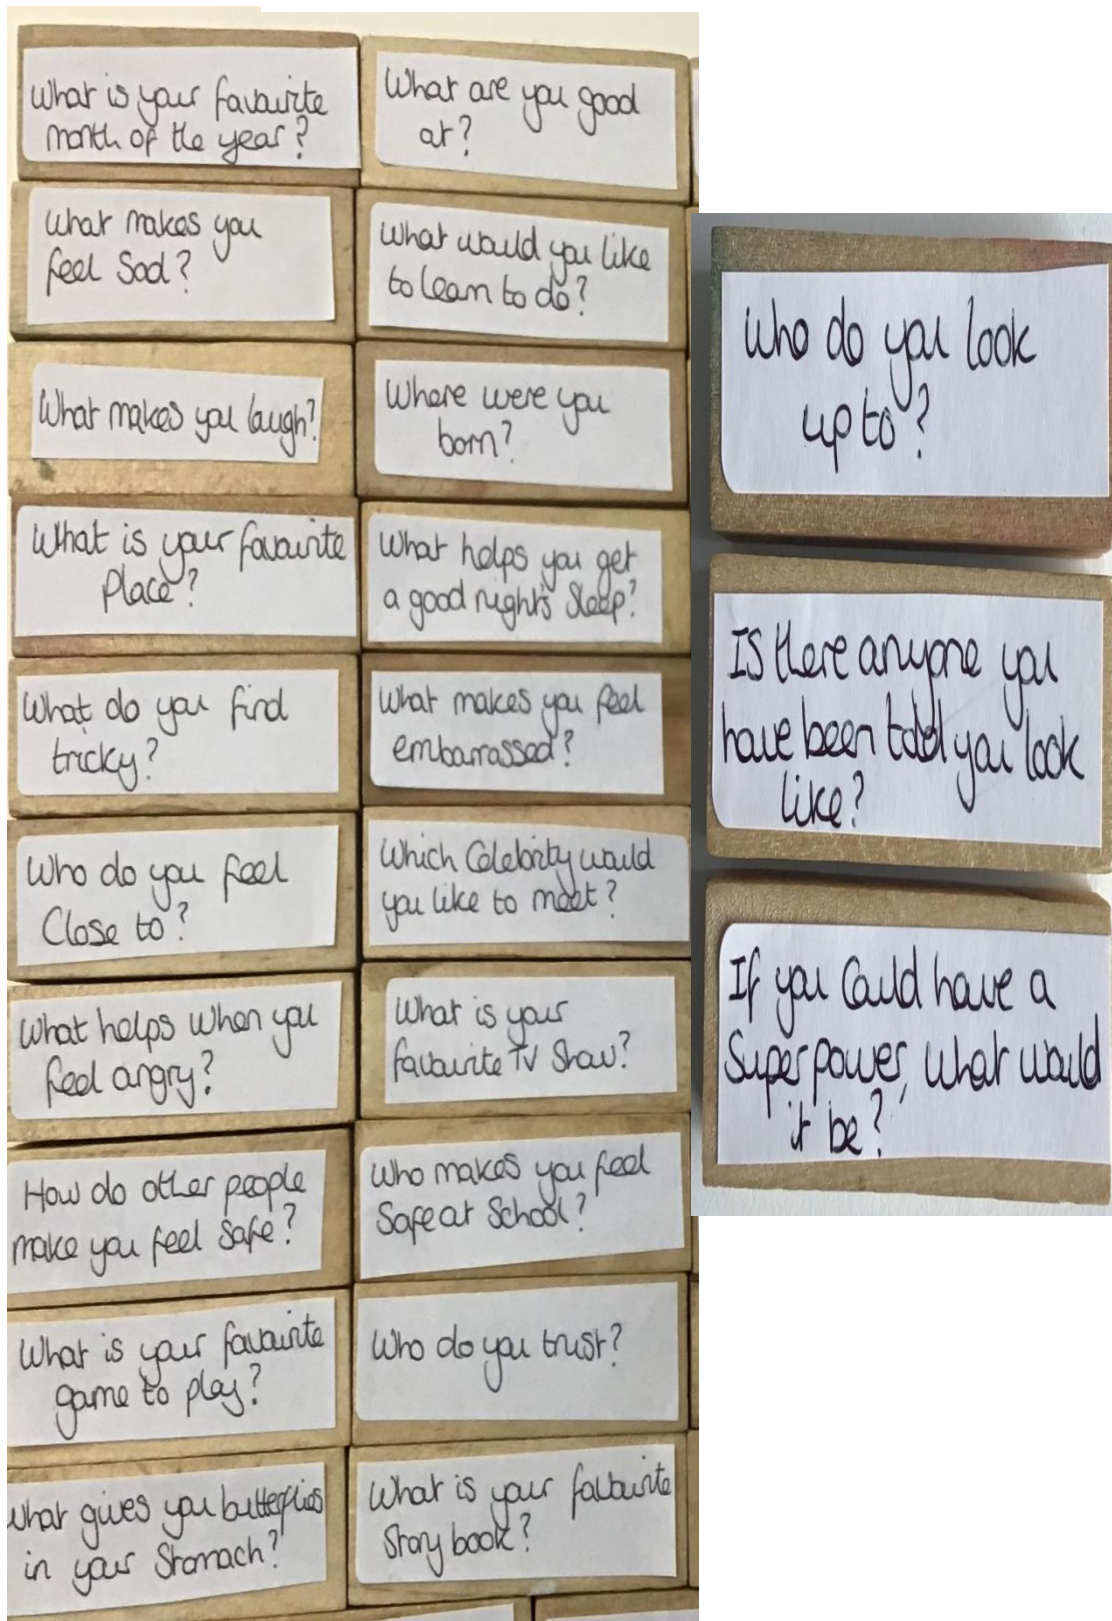 What is your favourite
month of the year?
What makes you
feel Sad?
What makes you laugh?
What is your favourite
Place?
What do you find
tricky?
Who do you feel
Close to?
What helps When you
feel angry?
How do other people
make you feel Safe?
What is your favourite
game to play?
What gives you butterflies
in your Stomach?
What are you good
at?
What would you like
to learn to do?
Where were you
born?
What helps you get
a good night's Sleep?
What makes you feel
embarrassed?
Which Celebrity would
you like to meet?
What is your
favourite TV Show?
Who makes you feel
Safe at School?
Who do you trust?
What is your favourite
Story book?
Who do you look
up to?
IS there anyone you
have been told you look
like?
If you Could have a
Super power, what would
it be?